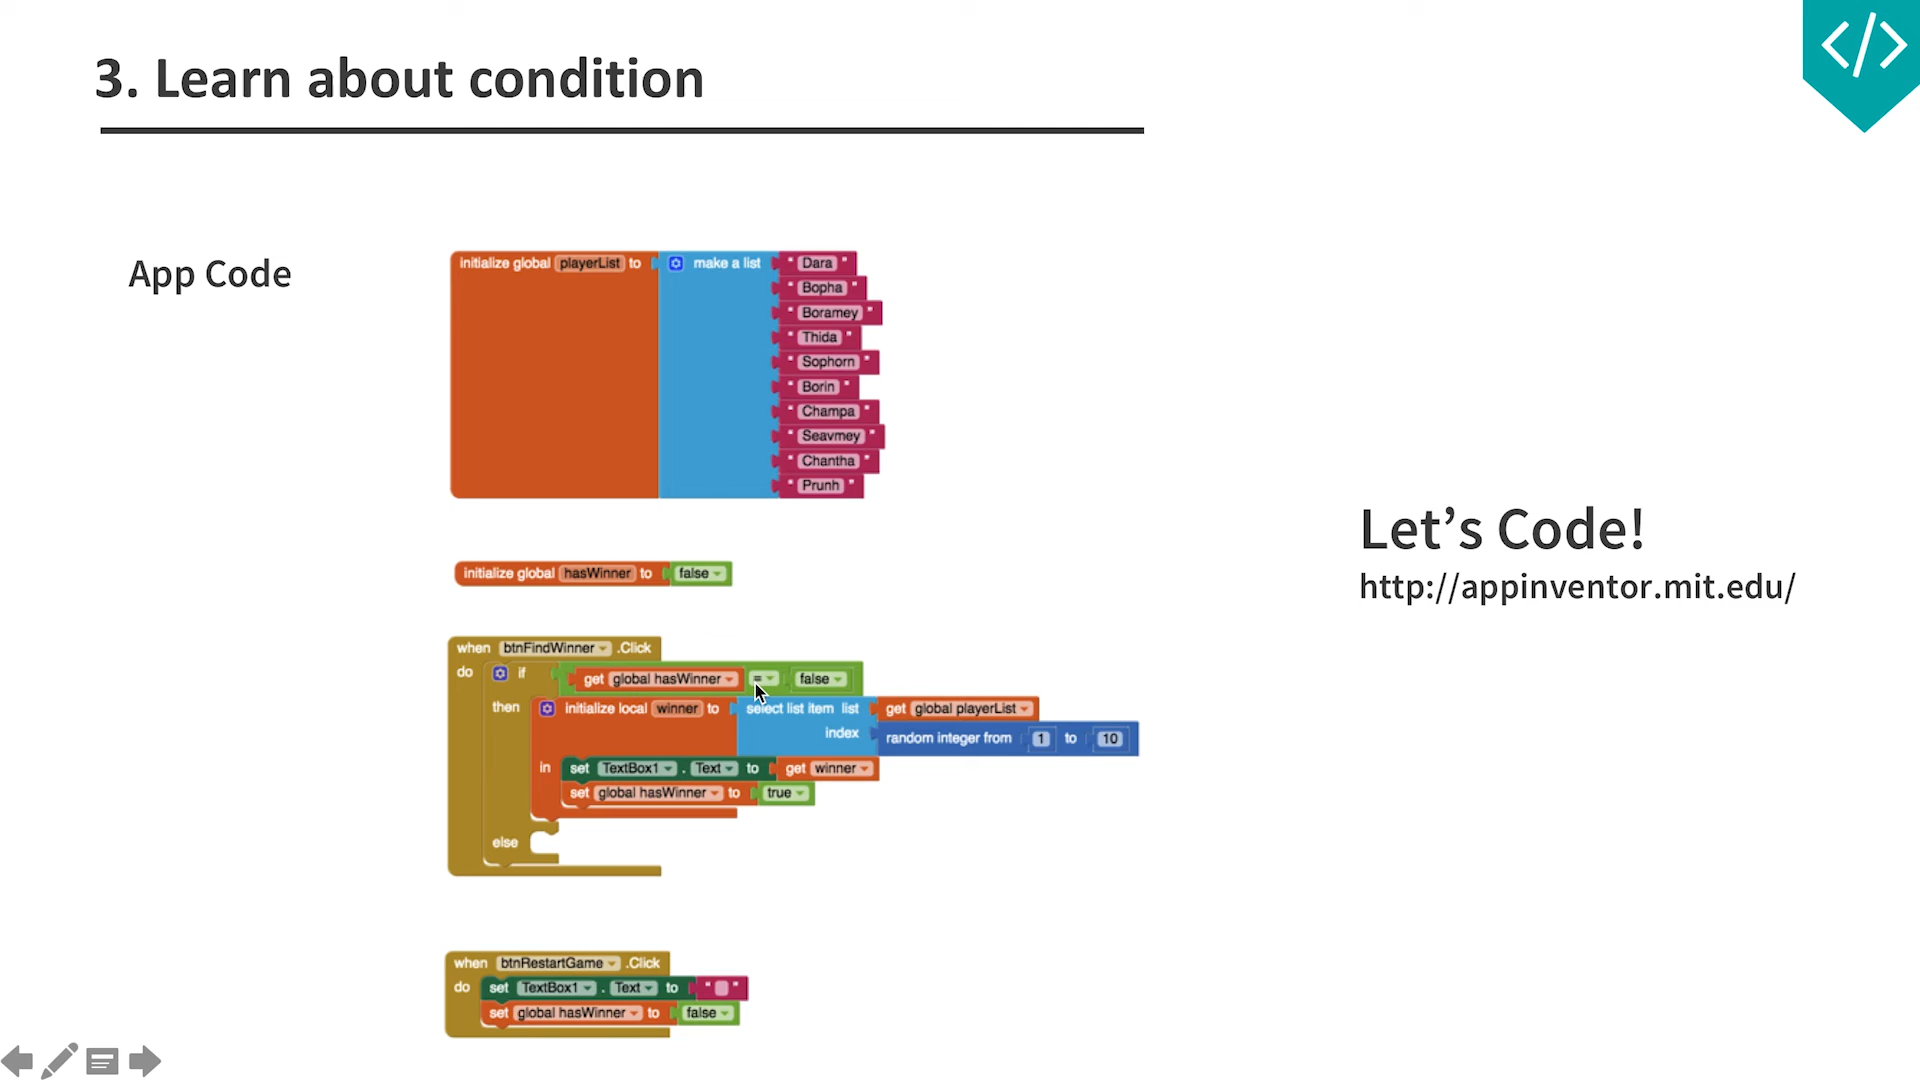 3. Learn about condition
</>
App Code
initialize global playerList to make a list " Dara "
" Bopha "
" Boramey "
" Thida "
" Sophorn "
" Borin "
" Champa "
" Seavmey "
" Chantha "
" Prunh "
Let's Code!
http://appinventor.mit.edu/
initialize global hasWinner to false
when btnFindWinner .Click
do if get global hasWinner = false
then initialize local winner to select list item list get global playerList
index random integer from 1 to 10
in set TextBox1 . Text to get winner
set global hasWinner to true
else
when btnRestartGame .Click
do set TextBox1 . Text to " "
set global hasWinner to false